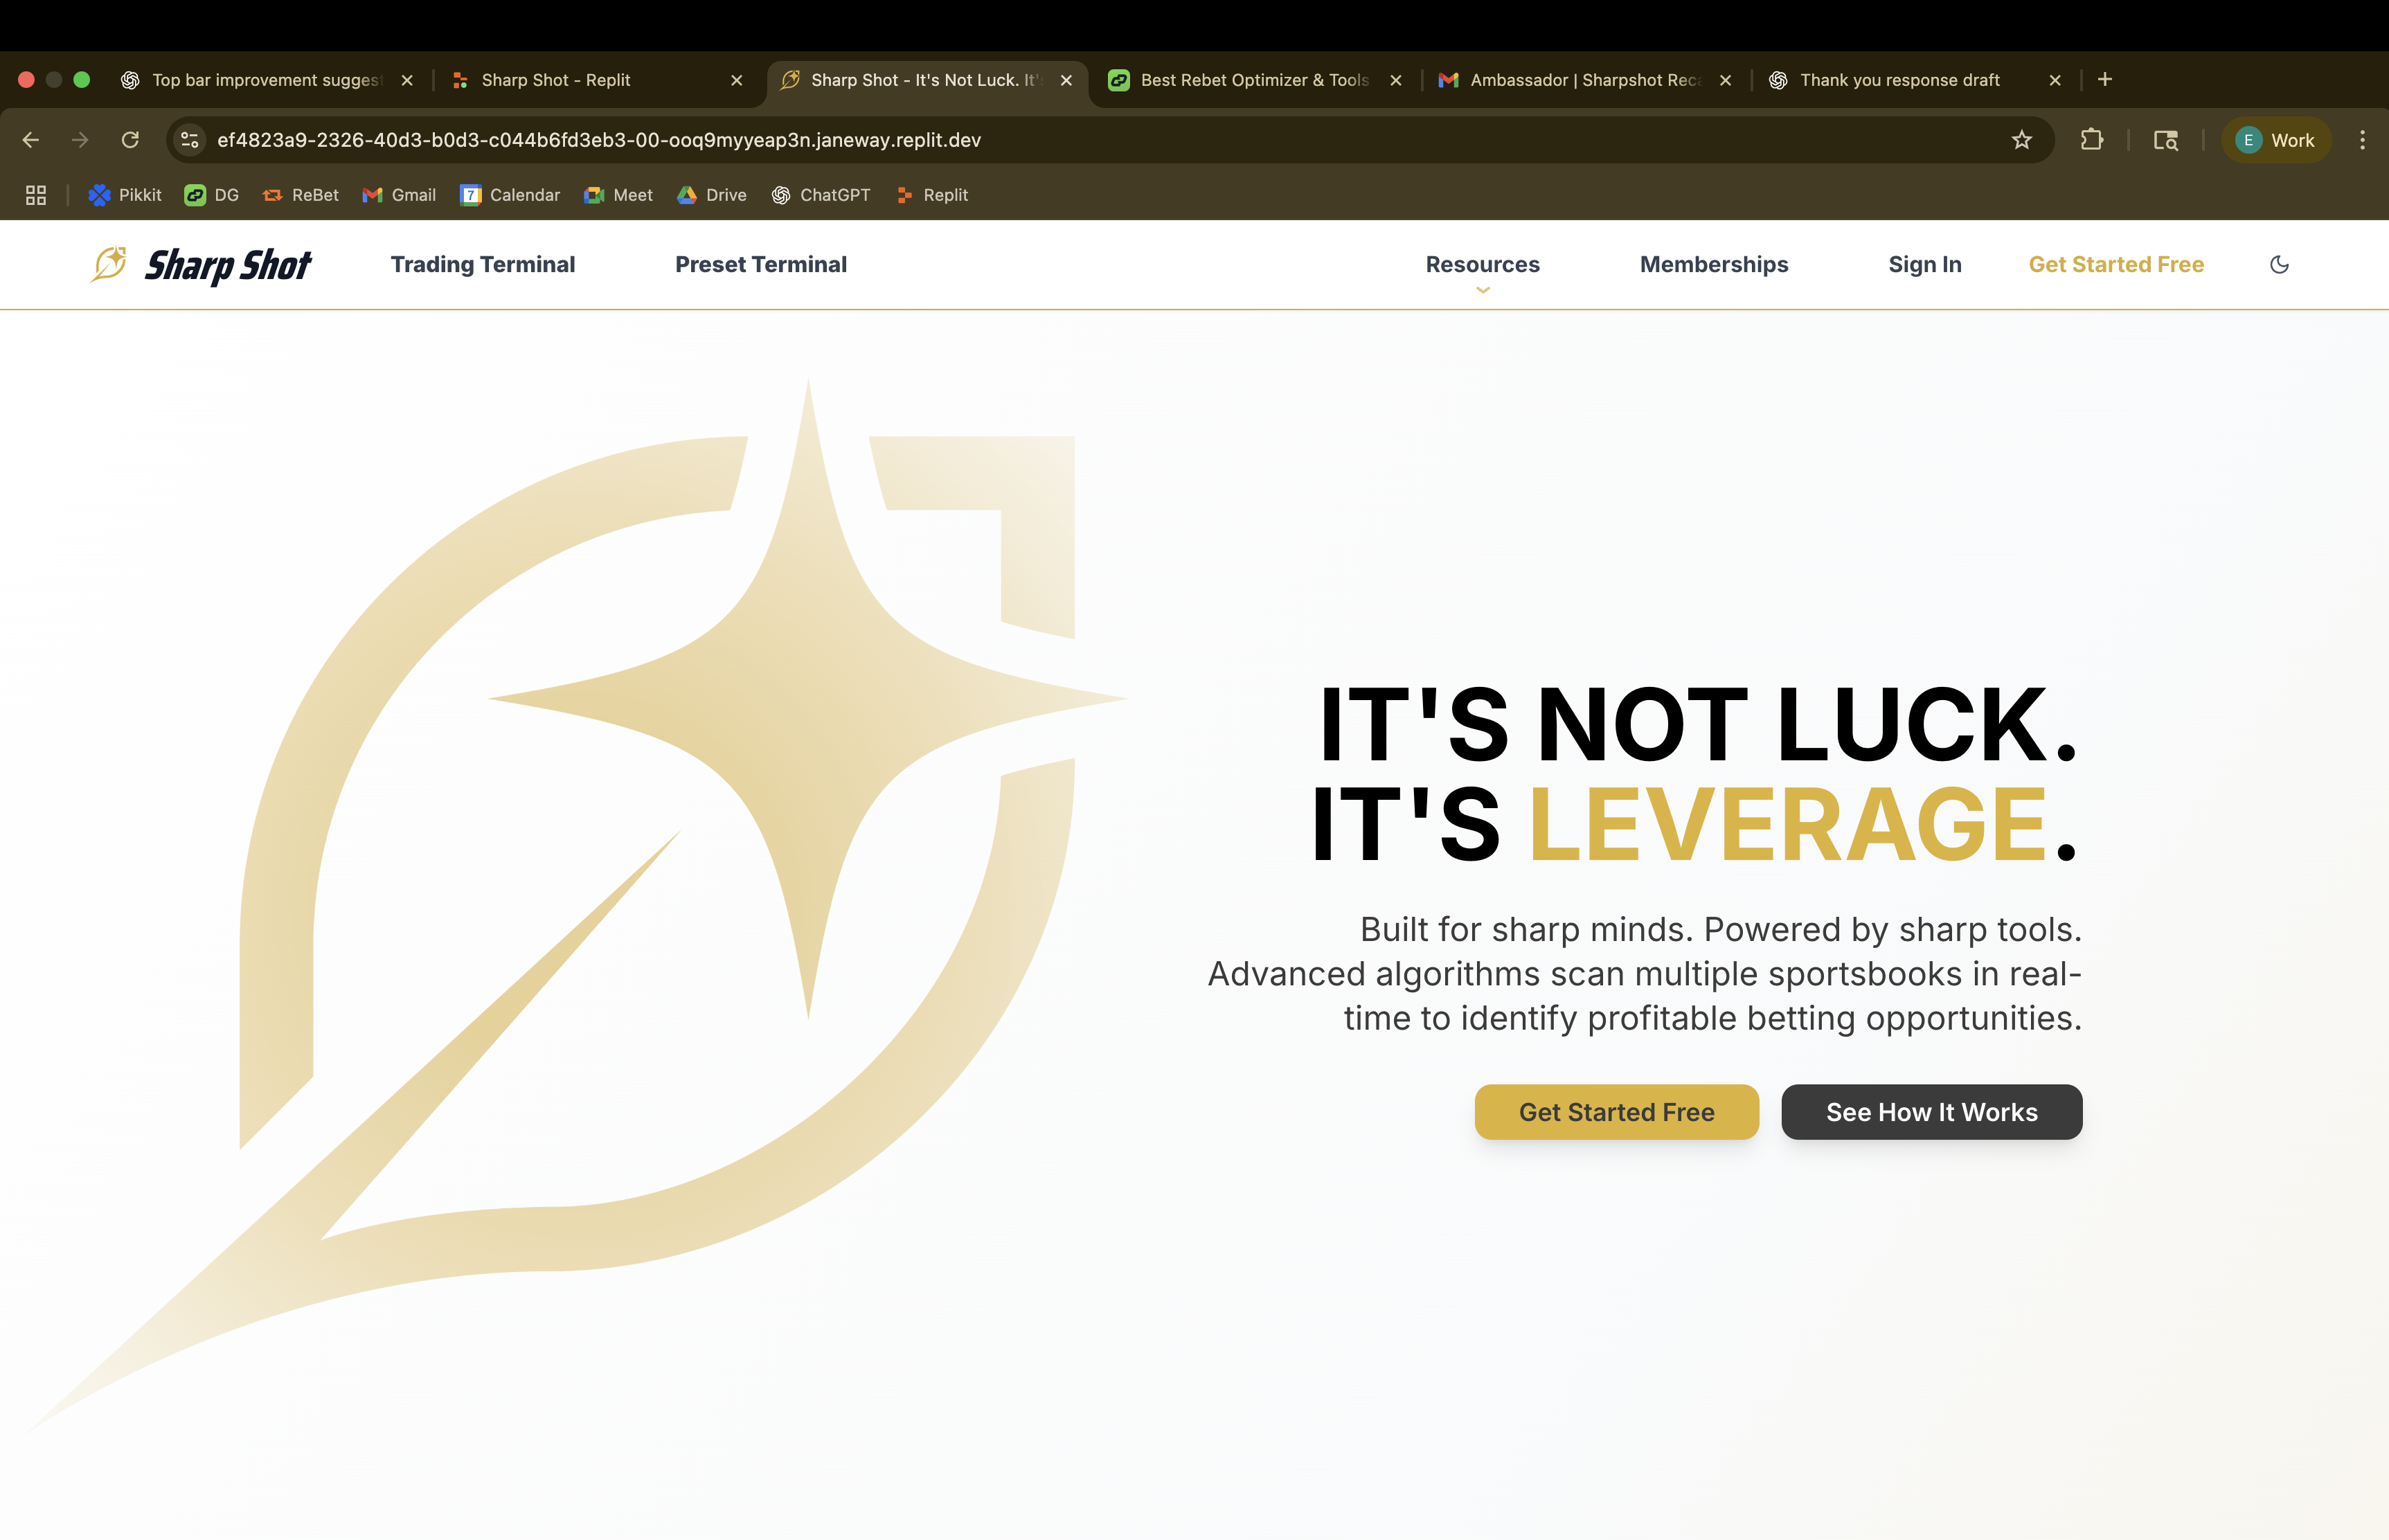 Top bar improvement sugges
Sharp Shot - Replit
Sharp Shot - It's Not Luck. It'
Best Rebet Optimizer & Tools
Ambassador | Sharpshot Rec
Thank you response draft
ef4823a9-2326-40d3-b0d3-c044b6fd3eb3-00-ooq9myyeap3n.janeway.replit.dev
E Work
Pikkit
DG
ReBet
Gmail
7 Calendar
Meet
Drive
ChatGPT
Replit
Sharp Shot
Trading Terminal
Preset Terminal
Resources
Memberships
Sign In
Get Started Free
IT'S NOT LUCK.
IT'S LEVERAGE.
Built for sharp minds. Powered by sharp tools.
Advanced algorithms scan multiple sportsbooks in real-
time to identify profitable betting opportunities.
Get Started Free
See How It Works